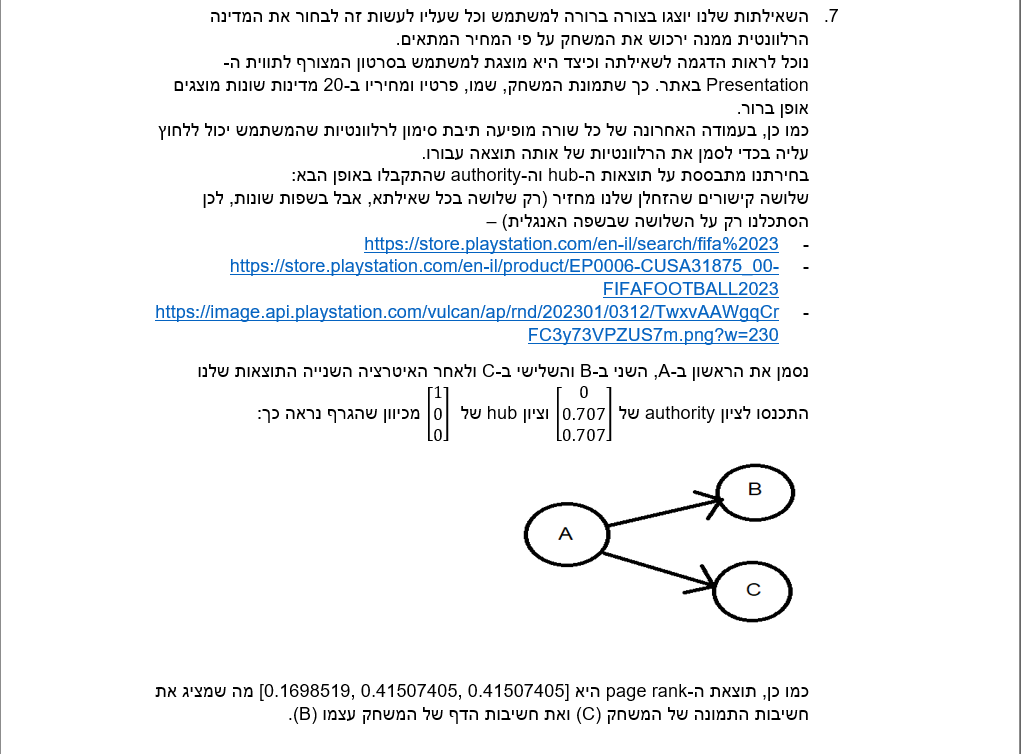 7. השאילתות שלנו יוצגו בצורה ברורה למשתמש וכל שעליו לעשות זה לבחור את המדינה
הרלוונטית ממנה ירכוש את המשחק על פי המחיר המתאים.
נוכל לראות הדגמה לשאילתה וכיצד היא מוצגת למשתמש בסרטון המצורף לתווית ה-
Presentation באתר. כך שתמונת המשחק, שמו, פרטיו ומחיריו ב-20 מדינות שונות מוצגים
אופן ברור.
כמו כן, בעמודה האחרונה של כל שורה מופיעה תיבת סימון לרלוונטיות שהמשתמש יכול ללחוץ
עליה בכדי לסמן את הרלוונטיות של אותה תוצאה עבורו.
בחירתנו מתבססת על תוצאות ה-hub וה-authority שהתקבלו באופן הבא:
שלושה קישורים שהזחלן שלנו מחזיר (רק שלושה בכל שאילתא, אבל בשפות שונות, לכן
הסתכלנו רק על השלושה שבשפה האנגלית) –
- https://store.playstation.com/en-il/search/fifa%2023
- https://store.playstation.com/en-il/product/EP0006-CUSA31875_00-
FIFAFOOTBALL2023
- https://image.api.playstation.com/vulcan/ap/rnd/202301/0312/TwxvAAWgqCr
FC3y73VPZUS7m.png?w=230
נסמן את הראשון ב-A, השני ב-B והשלישי ב-C ולאחר האיטרציה השנייה התוצאות שלנו
התכנסו לציון authority של [0 0.707 0.707] וציון hub של [1 0 0] מכיוון שהגרף נראה כך:
B
A
C
כמו כן, תוצאת ה-page rank היא [0.1698519, 0.41507405, 0.41507405] מה שמציג את
חשיבות התמונה של המשחק (C) ואת חשיבות הדף של המשחק עצמו (B).